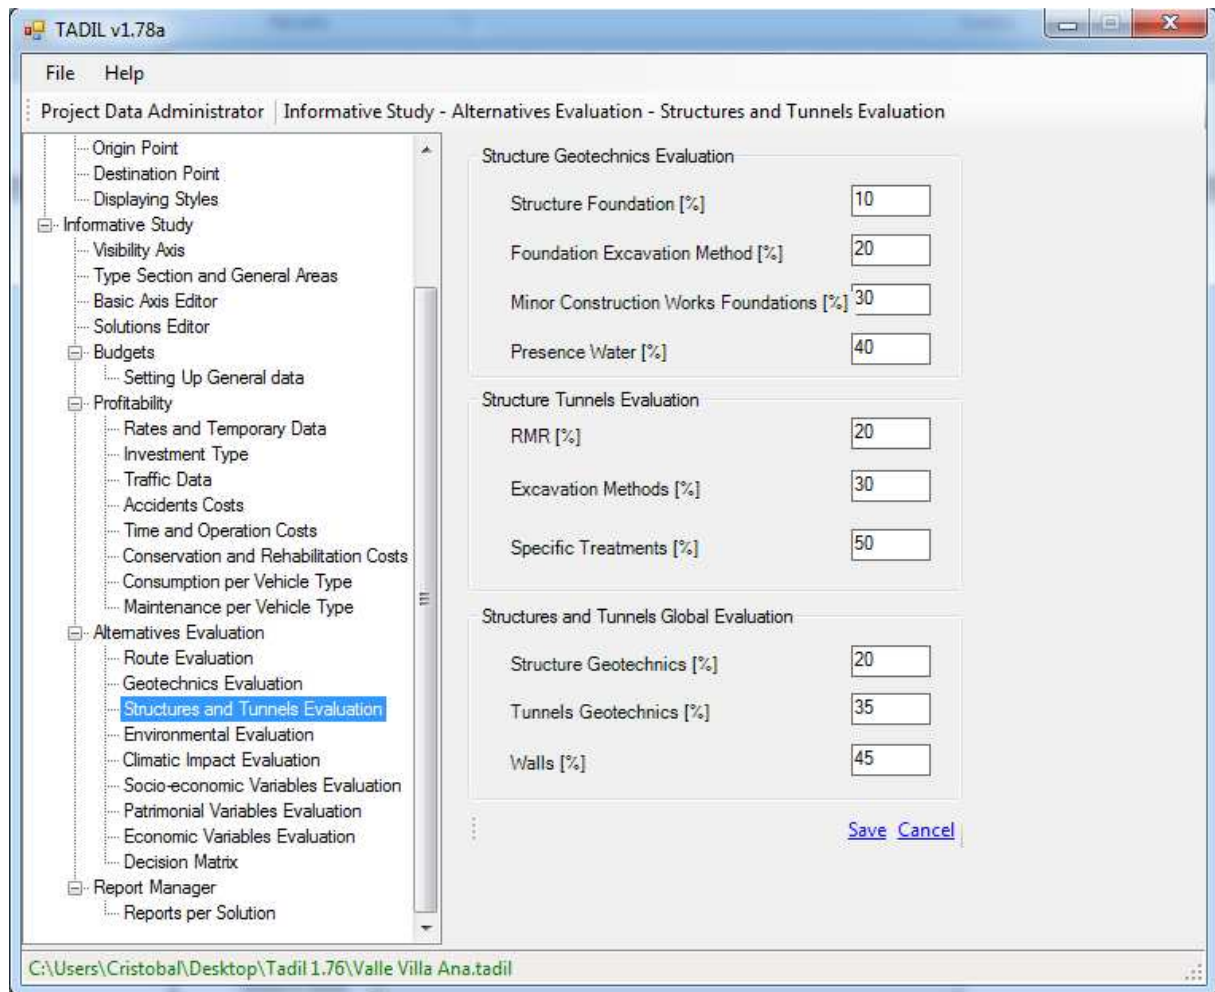 TADIL v1.78a
File Help
Project Data Administrator Informative Study - Alternatives Evaluation - Structures and Tunnels Evaluation
Origin Point
Destination Point
Displaying Styles
Informative Study
Visibility Axis
Type Section and General Areas
Basic Axis Editor
Solutions Editor
Budgets
Setting Up General data
Profitability
Rates and Temporary Data
Investment Type
Traffic Data
Accidents Costs
Time and Operation Costs
Conservation and Rehabilitation Costs
Consumption per Vehicle Type
Maintenance per Vehicle Type
Alternatives Evaluation
Route Evaluation
Geotechnics Evaluation
Structures and Tunnels Evaluation
Environmental Evaluation
Climatic Impact Evaluation
Socio-economic Variables Evaluation
Patrimonial Variables Evaluation
Economic Variables Evaluation
Decision Matrix
Report Manager
Reports per Solution
Structure Geotechnics Evaluation
Structure Foundation [%] 10
Foundation Excavation Method [%] 20
Minor Construction Works Foundations [%] 30
Presence Water [%] 40
Structure Tunnels Evaluation
RMR [%] 20
Excavation Methods [%] 30
Specific Treatments [%] 50
Structures and Tunnels Global Evaluation
Structure Geotechnics [%] 20
Tunnels Geotechnics [%] 35
Walls [%] 45
Save Cancel
C:\Users\Cristobal\Desktop\Tadil 1.76\Valle Villa Ana.tadil